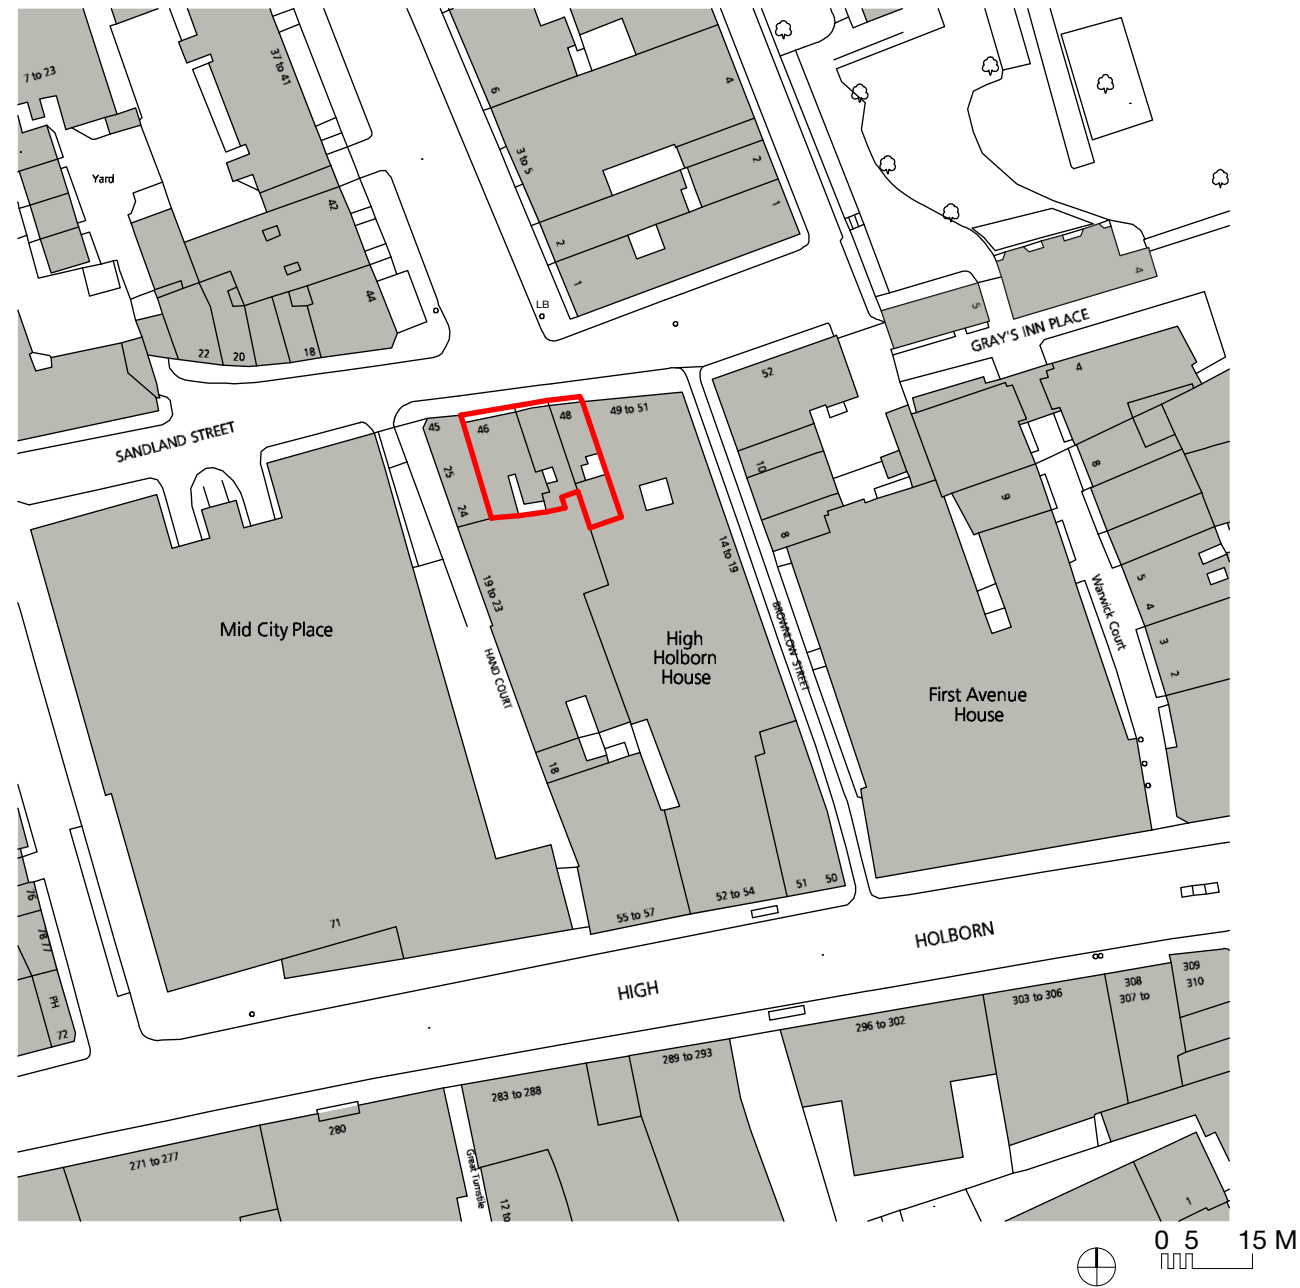 7 to 23
37 to 41
6
4
Yard
3 to 5
2
1
42
2
1
44
LB
22
20
18
5
4
GRAY'S INN PLACE
52
4
SANDLAND STREET
45
46
48
49 to 51
25
24
10
8
8
9
14 to 19
19 to 23
Mid City Place
HAND COURT
High
Holborn
House
BROWNLOW STREET
Warwick Court
5
4
3
2
First Avenue
House
18
76
78 77
PH
72
71
55 to 57
52 to 54
51
50
HIGH
HOLBORN
309
310
308
307 to
303 to 306
296 to 302
289 to 293
283 to 288
280
271 to 277
Great Turnstile
12 to
1
0 5 15 M